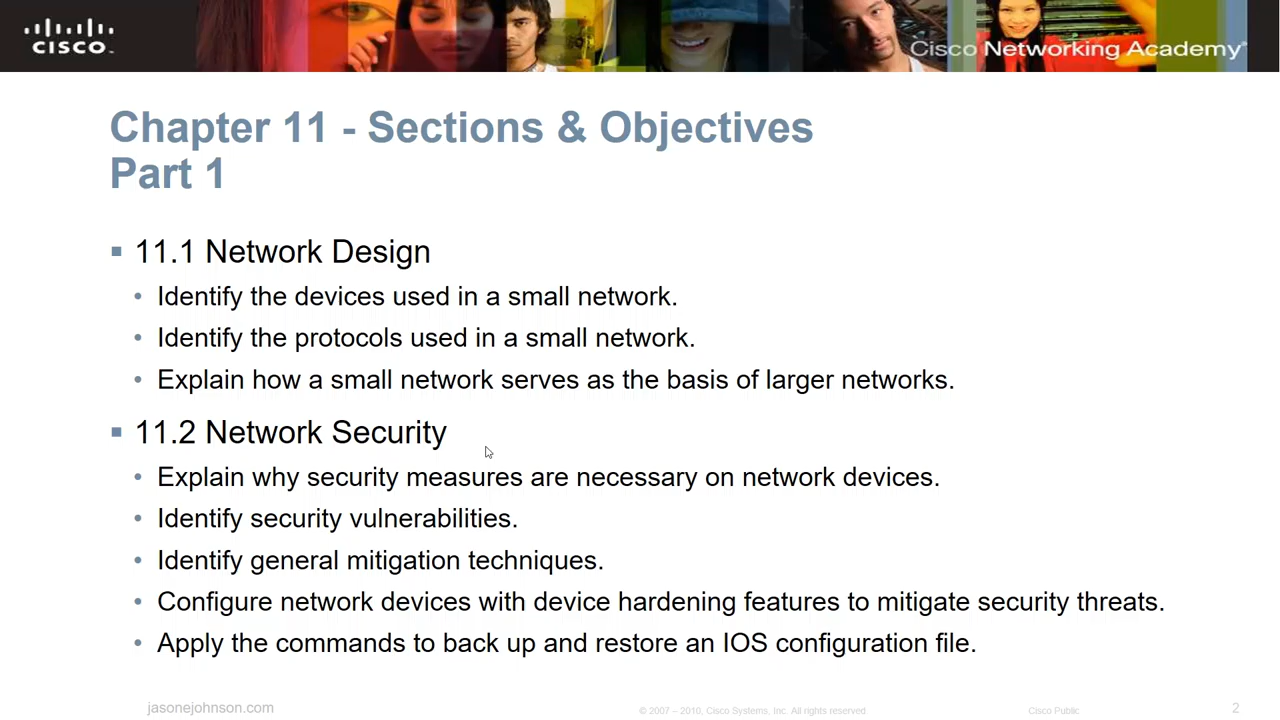 CISCO
Cisco Networking Academy
Chapter 11 - Sections & Objectives
Part 1
11.1 Network Design
Identify the devices used in a small network.
Identify the protocols used in a small network.
Explain how a small network serves as the basis of larger networks.
11.2 Network Security
Explain why security measures are necessary on network devices.
Identify security vulnerabilities.
Identify general mitigation techniques.
Configure network devices with device hardening features to mitigate security threats.
Apply the commands to back up and restore an IOS configuration file.
jasonejohnson.com © 2007 – 2010, Cisco Systems, Inc. All rights reserved. Cisco Public 2